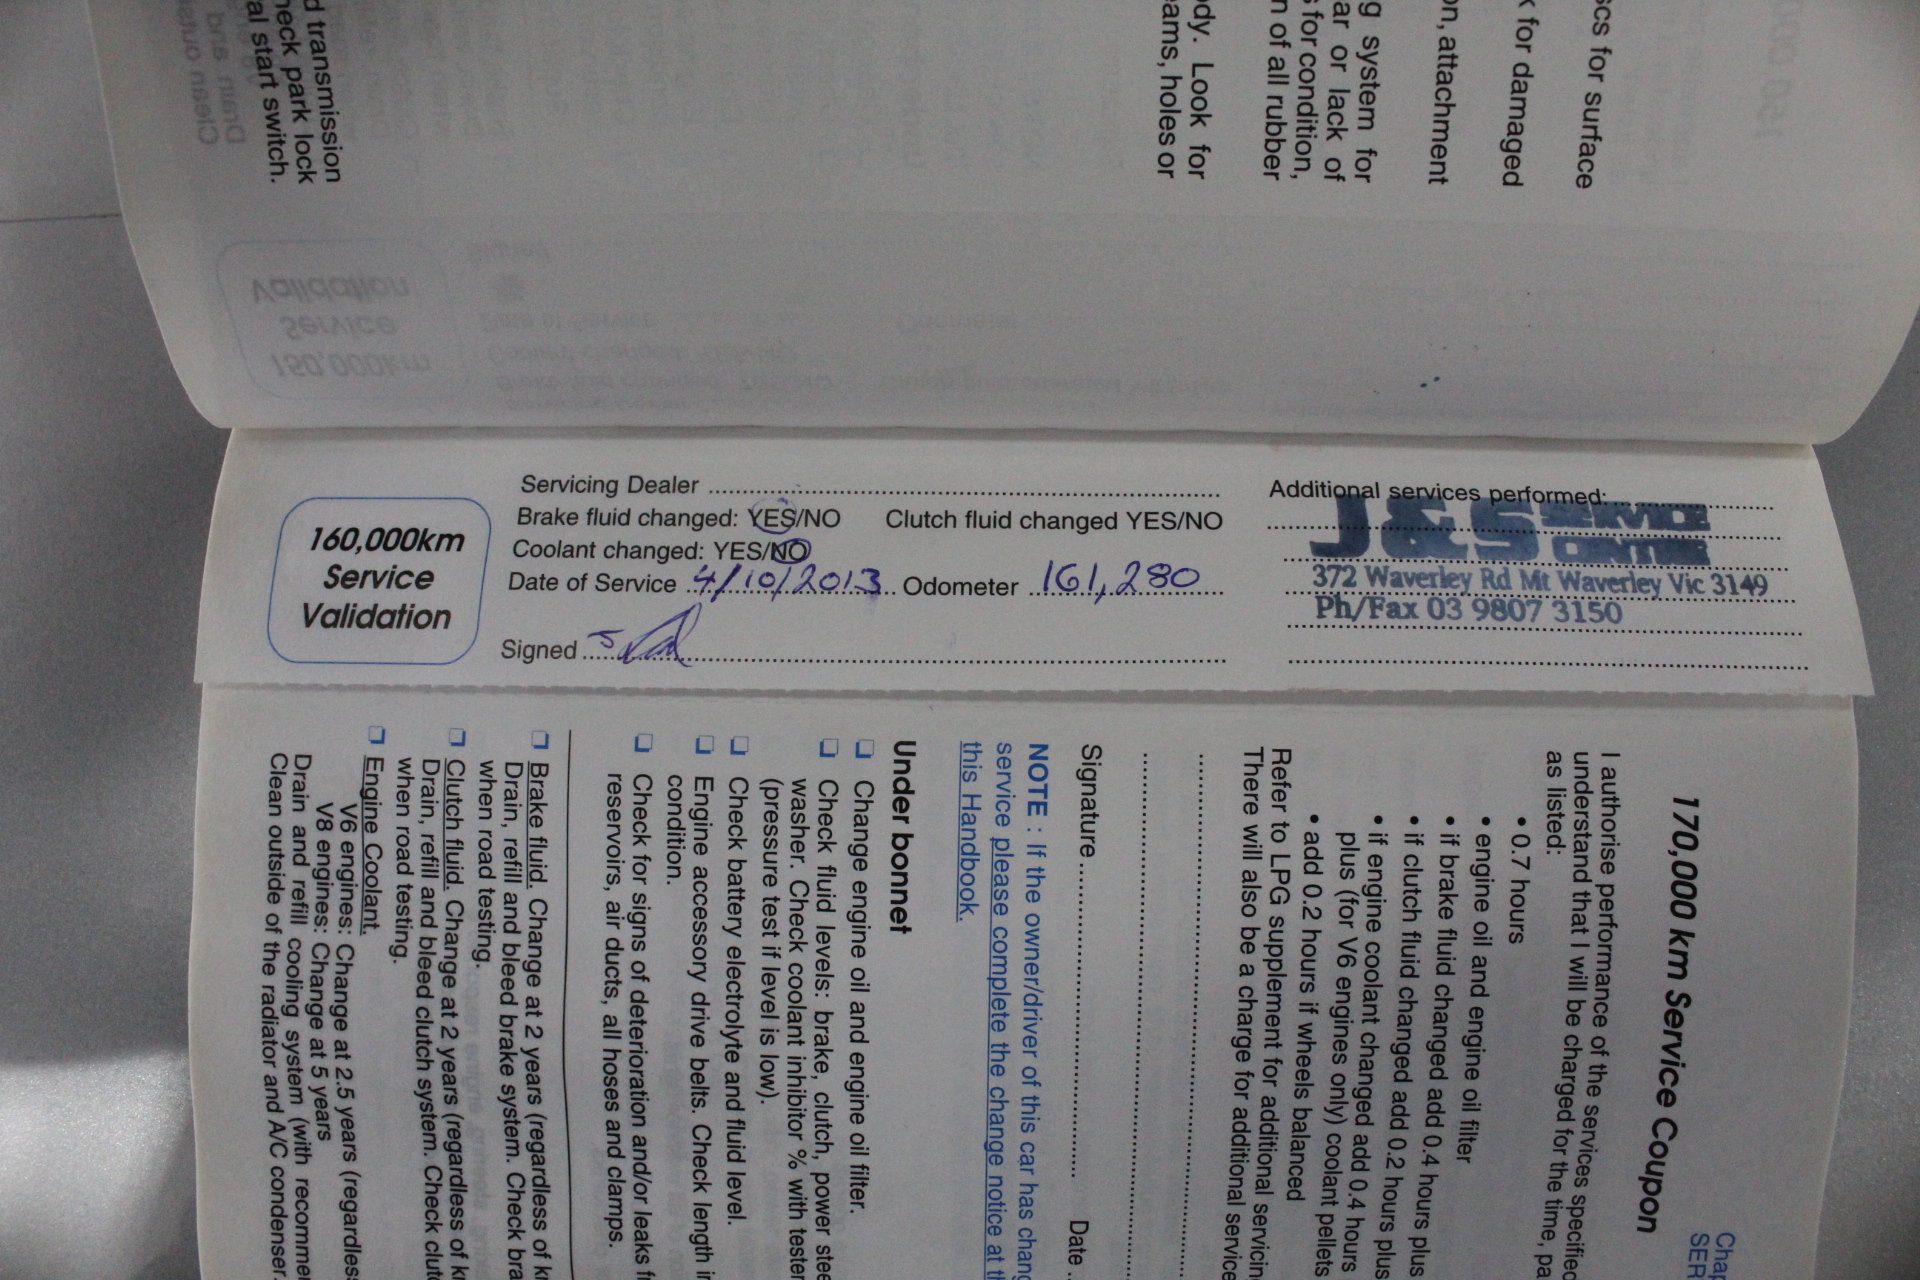 d transmission
heck park lock
al start switch.
ody. Look for
eams, holes or
g system for
ar or lack of
s for condition,
n of all rubber
on, attachment
k for damaged
scs for surface
160,000km
Service
Validation
Servicing Dealer
Brake fluid changed: YES/NO Clutch fluid changed YES/NO
Coolant changed: YES/NO
Date of Service 4/10/2013 Odometer 161,280
Signed
Additional services performed:
J&S SERVICE
CENTRE
372 Waverley Rd Mt Waverley Vic 3149
Ph/Fax 03 9807 3150
Chap
SER
170,000 km Service Coupon
I authorise performance of the services specified
understand that I will be charged for the time, pa
as listed:
• 0.7 hours
• engine oil and engine oil filter
• if brake fluid changed add 0.4 hours plus
• if clutch fluid changed add 0.2 hours plus
• if engine coolant changed add 0.4 hours
plus (for V6 engines only) coolant pellets
• add 0.2 hours if wheels balanced
Refer to LPG supplement for additional servicin
There will also be a charge for additional service
Signature Date
NOTE : If the owner/driver of this car has chang
service please complete the change notice at th
this Handbook.
Under bonnet
❑ Change engine oil and engine oil filter.
❑ Check fluid levels: brake, clutch, power stee
washer. Check coolant inhibitor % with tester
(pressure test if level is low).
❑ Check battery electrolyte and fluid level.
❑ Engine accessory drive belts. Check length in
condition.
❑ Check for signs of deterioration and/or leaks f
reservoirs, air ducts, all hoses and clamps.
❑ Brake fluid. Change at 2 years (regardless of k
Drain, refill and bleed brake system. Check bra
when road testing.
❑ Clutch fluid. Change at 2 years (regardless of k
Drain, refill and bleed clutch system. Check clut
when road testing.
❑ Engine Coolant.
V6 engines: Change at 2.5 years (regardless
V8 engines: Change at 5 years
Drain and refill cooling system (with recommen
Clean outside of the radiator and A/C condenser.